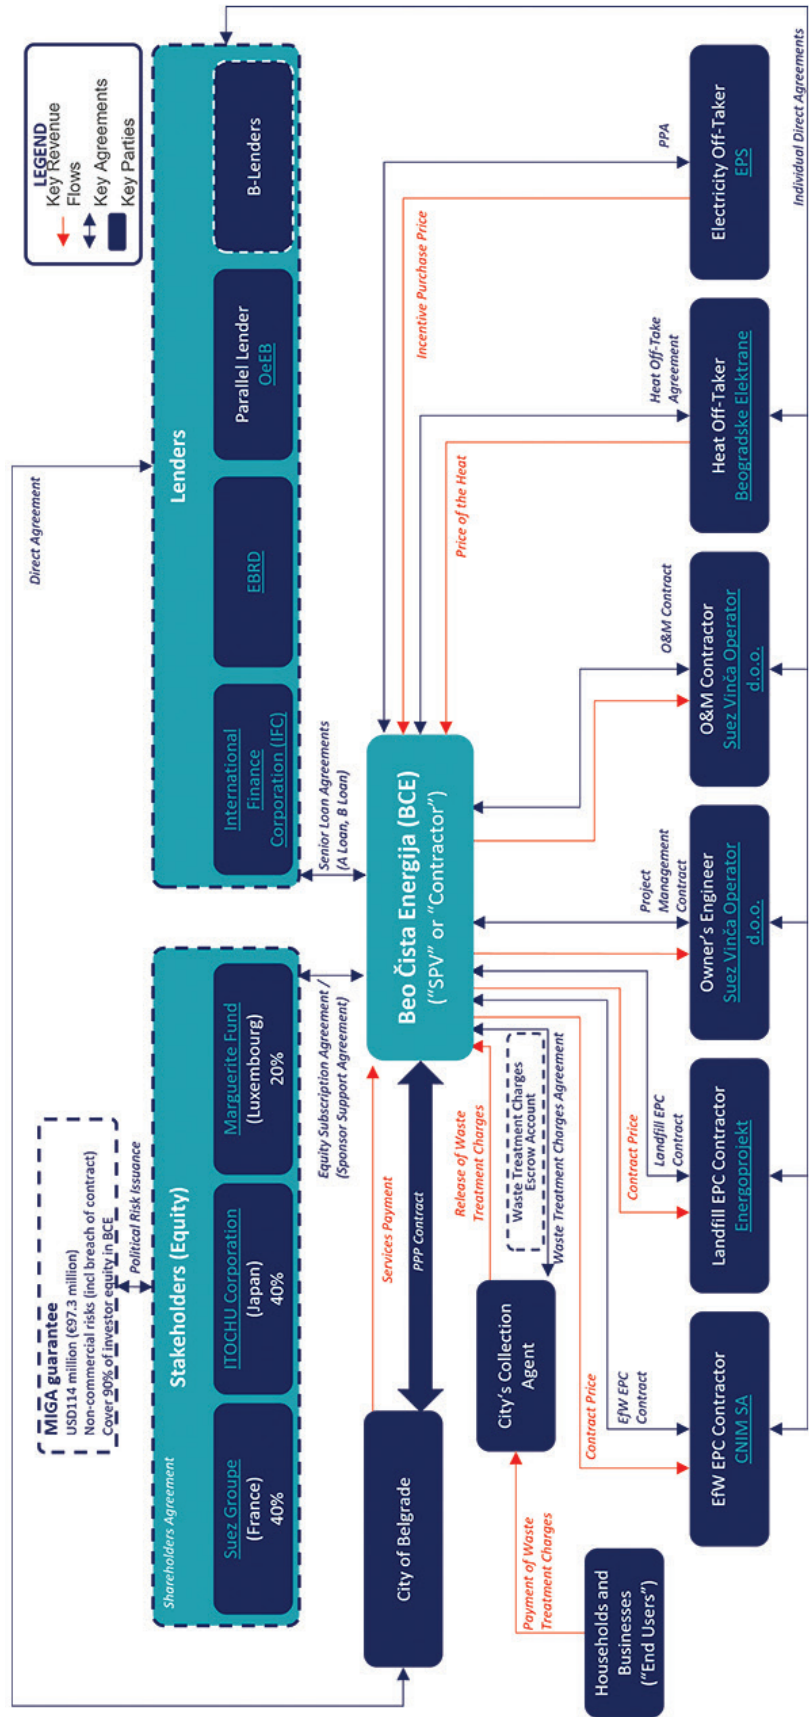 LEGEND
Key Revenue
Flows
Key Agreements
Key Parties
MIGA guarantee
USD114 million (€97.3 million)
Non-commercial risks (incl breach of contract)
Cover 90% of investor equity in BCE
Political Risk Issuance
Direct Agreement
Shareholders Agreement
Stakeholders (Equity)
Suez Groupe
(France)
40%
ITOCHU Corporation
(Japan)
40%
Marguerite Fund
(Luxembourg)
20%
Lenders
International
Finance
Corporation (IFC)
EBRD
Parallel Lender
OeEB
B-Lenders
Equity Subscription Agreement /
(Sponsor Support Agreement)
Senior Loan Agreements
(A Loan, B Loan)
City of Belgrade
Services Payment
PPP Contract
Beo Čista Energija (BCE)
("SPV" or "Contractor")
Incentive Purchase Price
PPA
Price of the Heat
Heat Off-Take
Agreement
Release of Waste
Treatment Charges
Waste Treatment Charges
Escrow Account
Waste Treatment Charges Agreement
City's Collection
Agent
Payment of Waste
Treatment Charges
Households and
Businesses
("End Users")
Contract Price
EfW EPC
Contract
Contract Price
Landfill EPC
Contract
Project
Management
Contract
O&M Contract
EfW EPC Contractor
CNIM SA
Landfill EPC Contractor
Energoprojekt
Owner's Engineer
Suez Vinča Operator
d.o.o.
O&M Contractor
Suez Vinča Operator
d.o.o.
Heat Off-Taker
Beogradske Elektrane
Electricity Off-Taker
EPS
Individual Direct Agreements